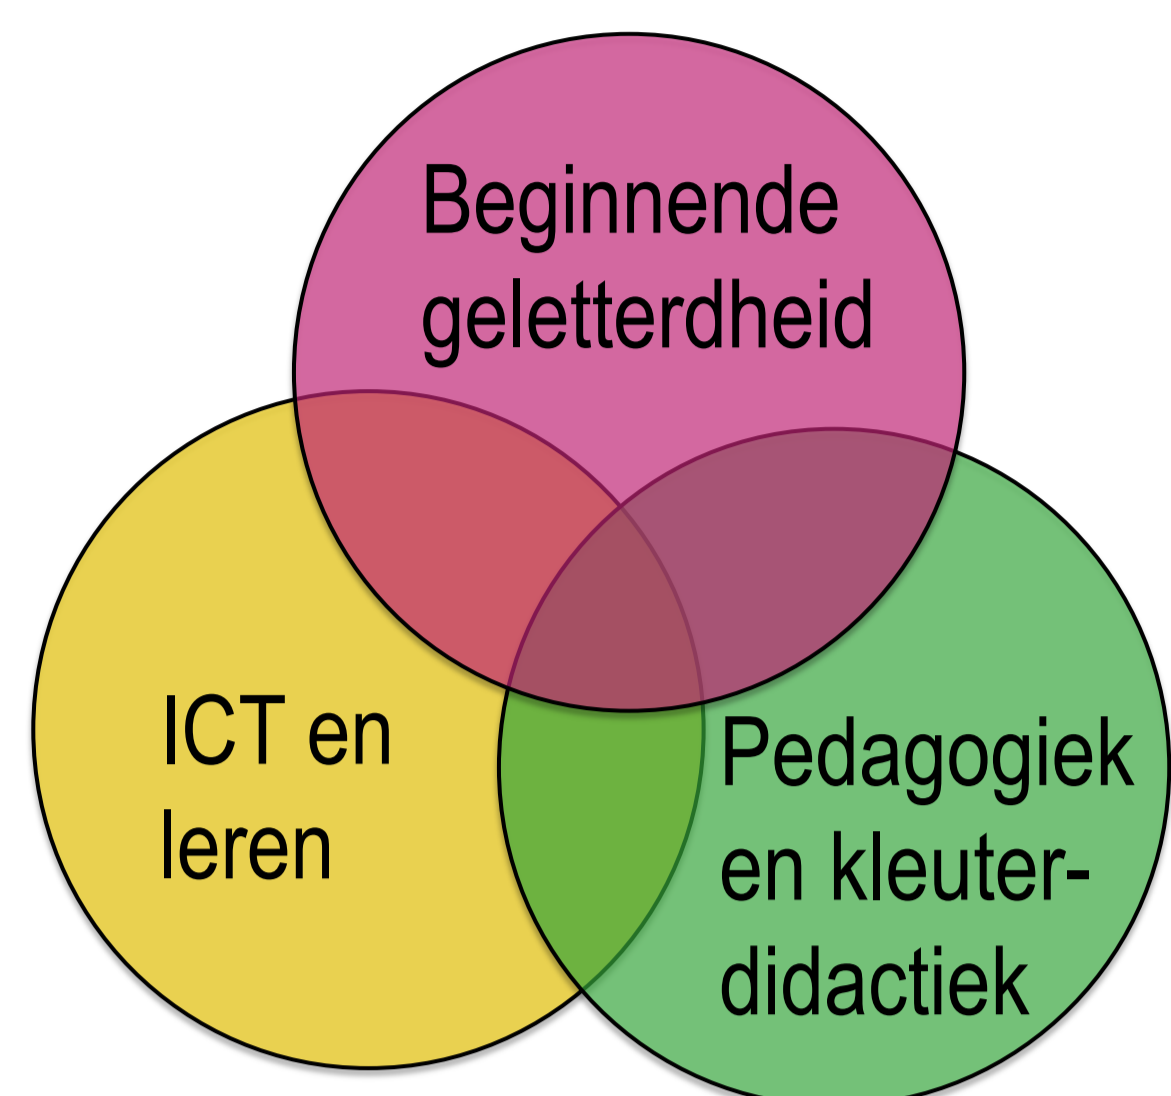 Beginnende
geletterdheid
ICT en
leren
Pedagogiek
en kleuter-
didactiek